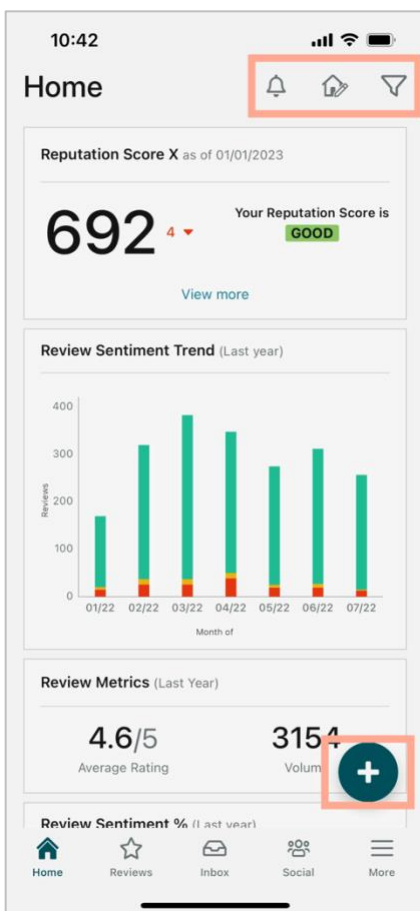 10:42
Home
Reputation Score X as of 01/01/2023
692 4
Your Reputation Score is
GOOD
View more
Review Sentiment Trend (Last year)
400
300
200
100
0
Reviews
01/22 02/22 03/22 04/22 05/22 06/22 07/22
Month of
Review Metrics (Last Year)
4.6/5 3154
Average Rating Volum
+
Review Sentiment % (Last year)
Home Reviews Inbox Social More